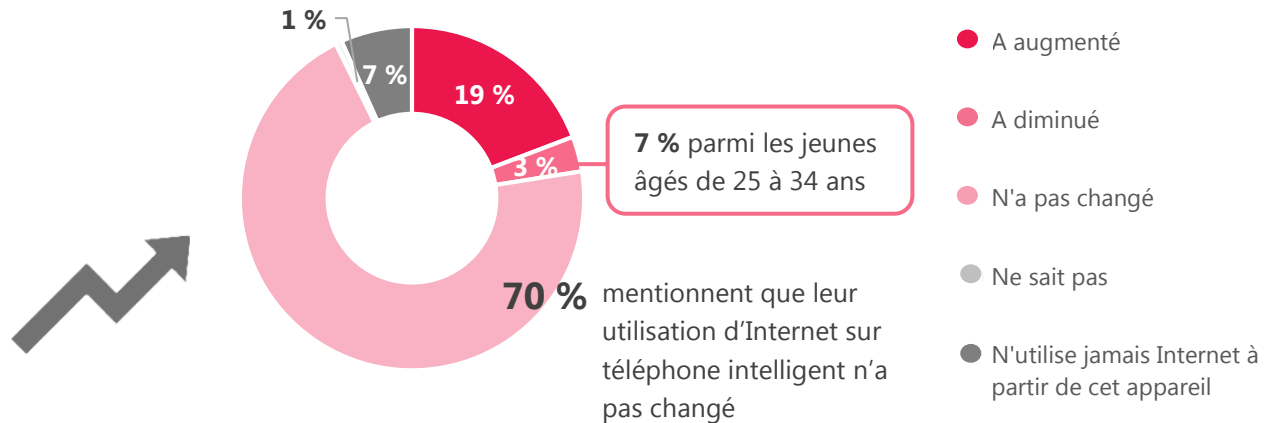 1 %
7 %
19 %
3 %
7 % parmi les jeunes
âgés de 25 à 34 ans
70 % mentionnent que leur
utilisation d’Internet sur
téléphone intelligent n’a
pas changé
A augmenté
A diminué
N'a pas changé
Ne sait pas
N'utilise jamais Internet à
partir de cet appareil